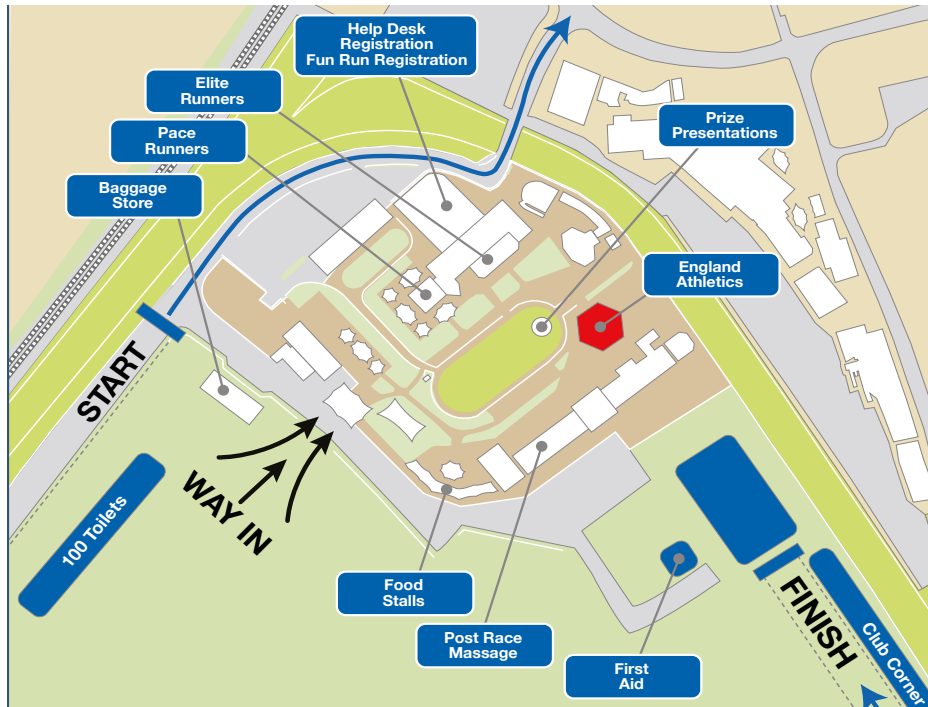 Help Desk
Registration
Fun Run Registration
Elite
Runners
Pace
Runners
Prize
Presentations
Baggage
Store
England
Athletics
START
WAY IN
100 Toilets
Food
Stalls
Post Race
Massage
First
Aid
FINISH
Club Corner